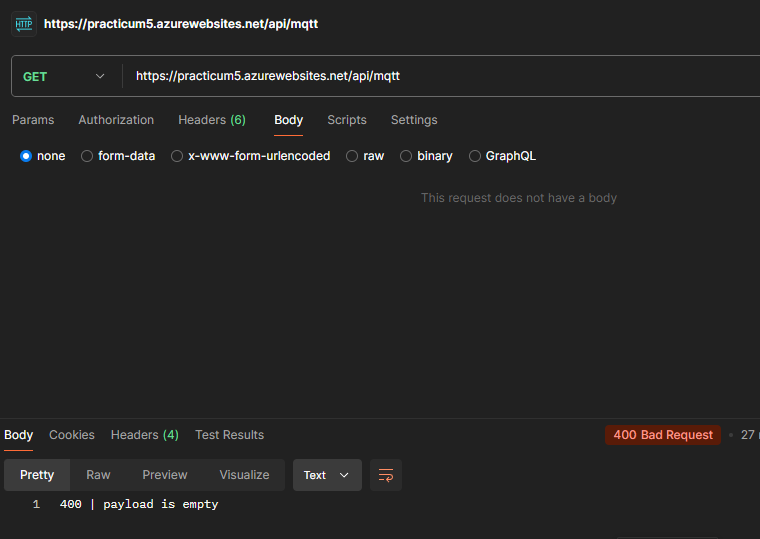 HTTP https://practicum5.azurewebsites.net/api/mqtt
GET https://practicum5.azurewebsites.net/api/mqtt
Params Authorization Headers (6) Body Scripts Settings
none form-data x-www-form-urlencoded raw binary GraphQL
This request does not have a body
Body Cookies Headers (4) Test Results 400 Bad Request • 27
Pretty Raw Preview Visualize Text
1 400 | payload is empty